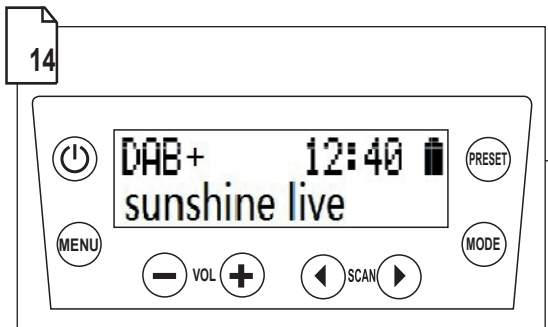 14
DAB+ 12:40
PRESET
sunshine live
MENU
MODE
VOL
SCAN